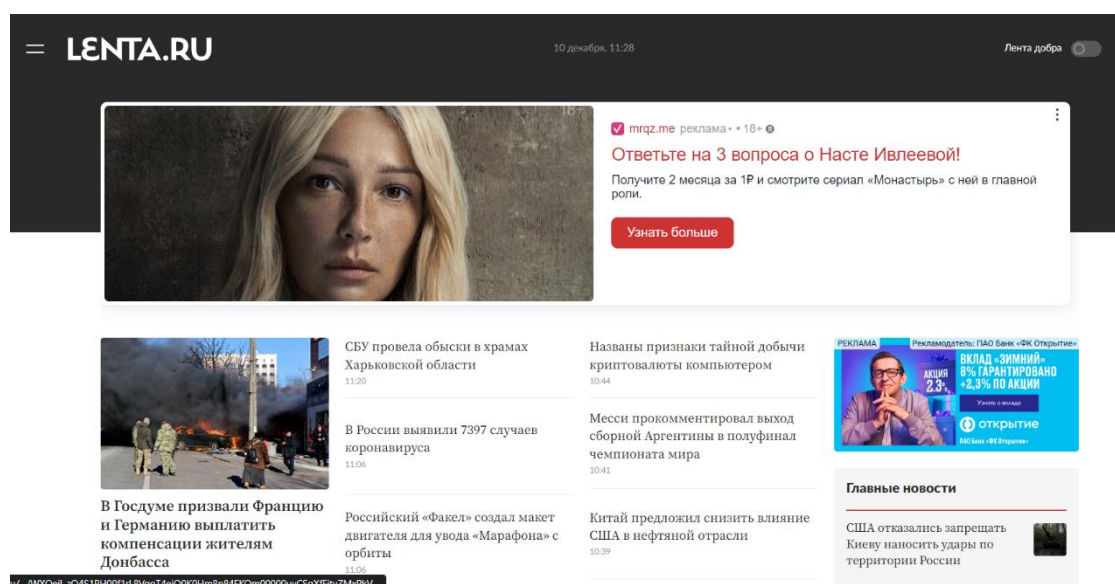 LENTA.RU
10 декабря, 11:28
Лента добра
18+
mrqz.me реклама • • 18+
Ответьте на 3 вопроса о Насте Ивлеевой!
Получите 2 месяца за 1₽ и смотрите сериал «Монастырь» с ней в главной
роли.
Узнать больше
В Госдуме призвали Францию
и Германию выплатить
компенсации жителям
Донбасса
СБУ провела обыски в храмах
Харьковской области
11:20
В России выявили 7397 случаев
коронавируса
11:06
Российский «Факел» создал макет
двигателя для увода «Марафона» с
орбиты
11:06
Названы признаки тайной добычи
криптовалюты компьютером
10:44
Месси прокомментировал выход
сборной Аргентины в полуфинал
чемпионата мира
10:41
Китай предложил снизить влияние
США в нефтяной отрасли
10:39
РЕКЛАМА
Рекламодатель: ПАО Банк «ФК Открытие»
АКЦИЯ
2.3%
ВКЛАД «ЗИМНИЙ»
8% ГАРАНТИРОВАНО
+2,3% ПО АКЦИИ
Узнать о вкладе
открытие
ПАО Банк «ФК Открытие»
Главные новости
США отказались запрещать
Киеву наносить удары по
территории России